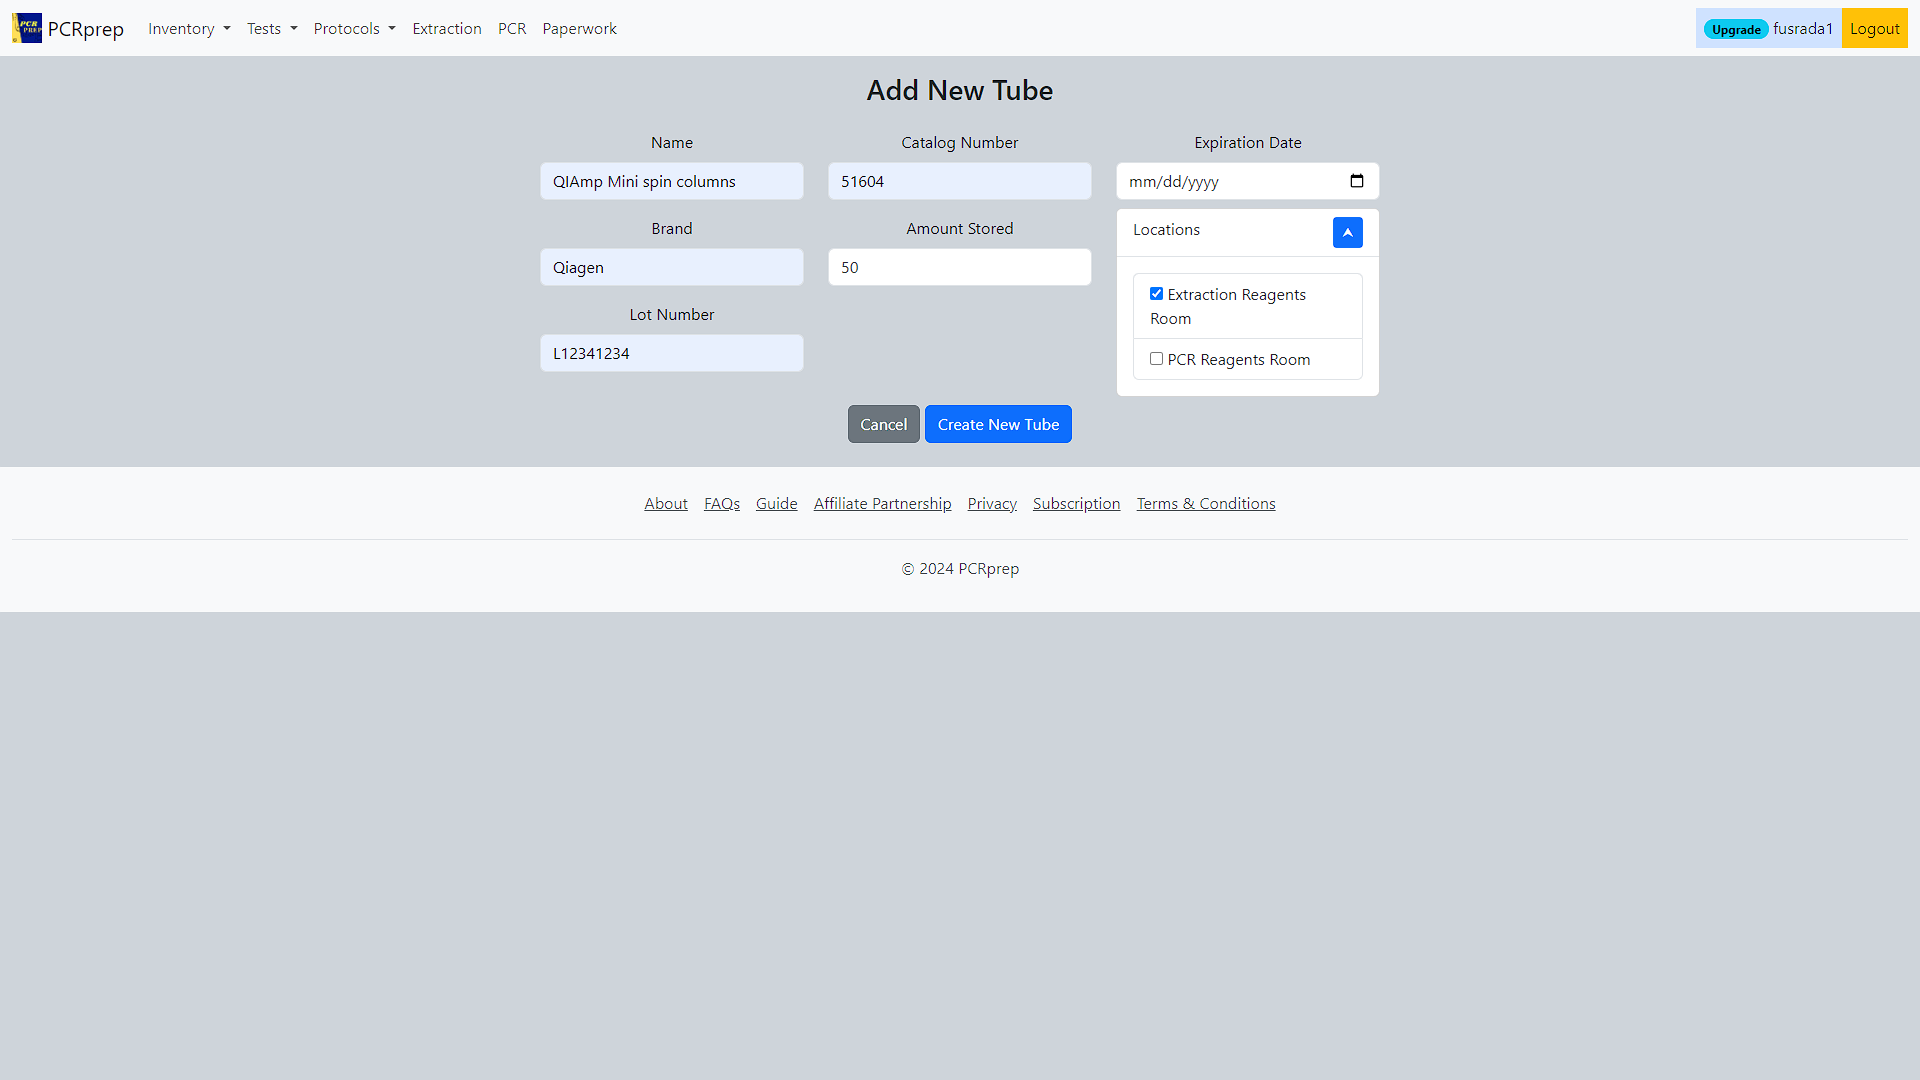 PCR PREP
PCRprep
Inventory
Tests
Protocols
Extraction
PCR
Paperwork
Upgrade
fusrada1
Logout
Add New Tube
Name
QIAmp Mini spin columns
Catalog Number
51604
Expiration Date
mm/dd/yyyy
Brand
Qiagen
Amount Stored
50
Locations
Extraction Reagents
Room
PCR Reagents Room
Lot Number
L12341234
Cancel
Create New Tube
About
FAQs
Guide
Affiliate Partnership
Privacy
Subscription
Terms & Conditions
© 2024 PCRprep